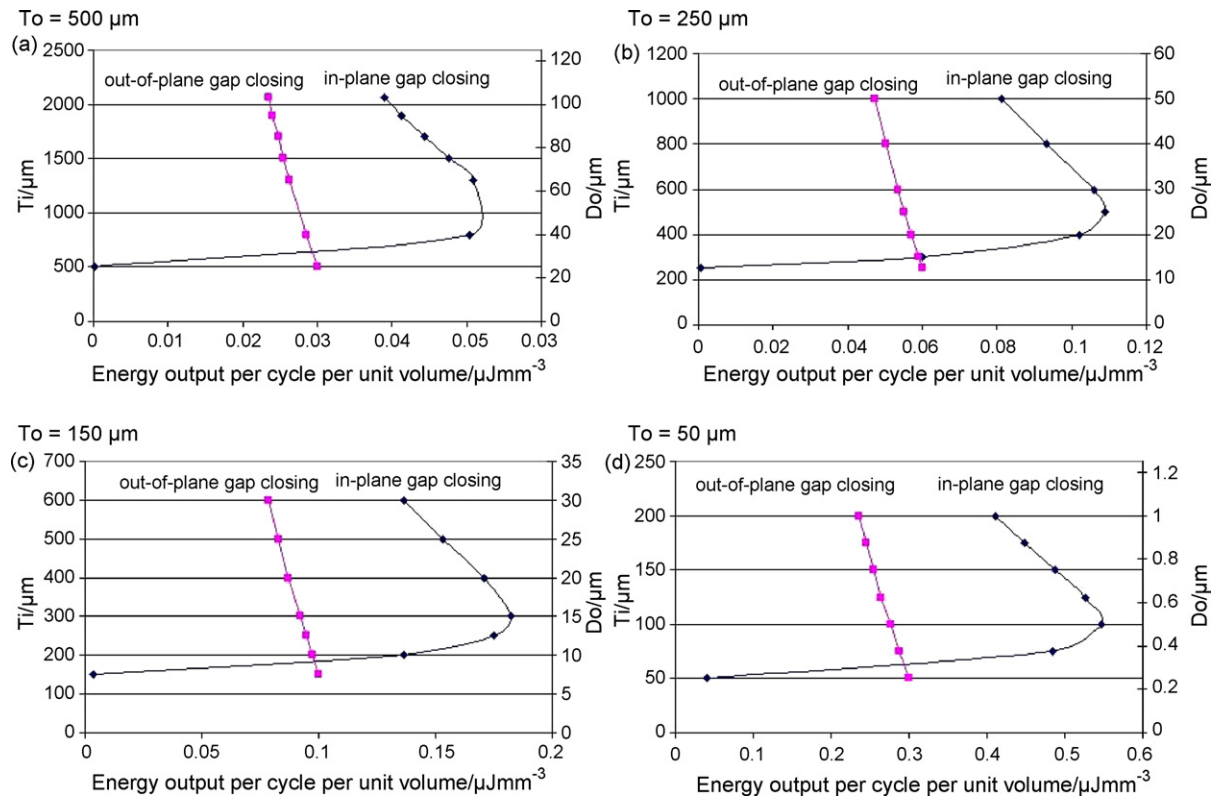 To = 500 µm
(a)
out-of-plane gap closing
in-plane gap closing
Ti/µm
2500
2000
1500
1000
500
0
Do/µm
120
100
80
60
40
20
0
0
0.01
0.02
0.03
0.04
0.05
0.03
Energy output per cycle per unit volume/µJmm⁻³
To = 250 µm
(b)
out-of-plane gap closing
in-plane gap closing
Ti/µm
1200
1000
800
600
400
200
0
Do/µm
60
50
40
30
20
10
0
0
0.02
0.04
0.06
0.08
0.1
0.12
Energy output per cycle per unit volume/µJmm⁻³
To = 150 µm
(c)
out-of-plane gap closing
in-plane gap closing
Ti/µm
700
600
500
400
300
200
100
0
Do/µm
35
30
25
20
15
10
5
0
0
0.05
0.1
0.15
0.2
Energy output per cycle per unit volume/µJmm⁻³
To = 50 µm
(d)
out-of-plane gap closing
in-plane gap closing
Ti/µm
250
200
150
100
50
0
Do/µm
1.2
1
0.8
0.6
0.4
0.2
0
0
0.2
0.3
0.4
0.5
0.6
Energy output per cycle per unit volume/µJmm⁻³